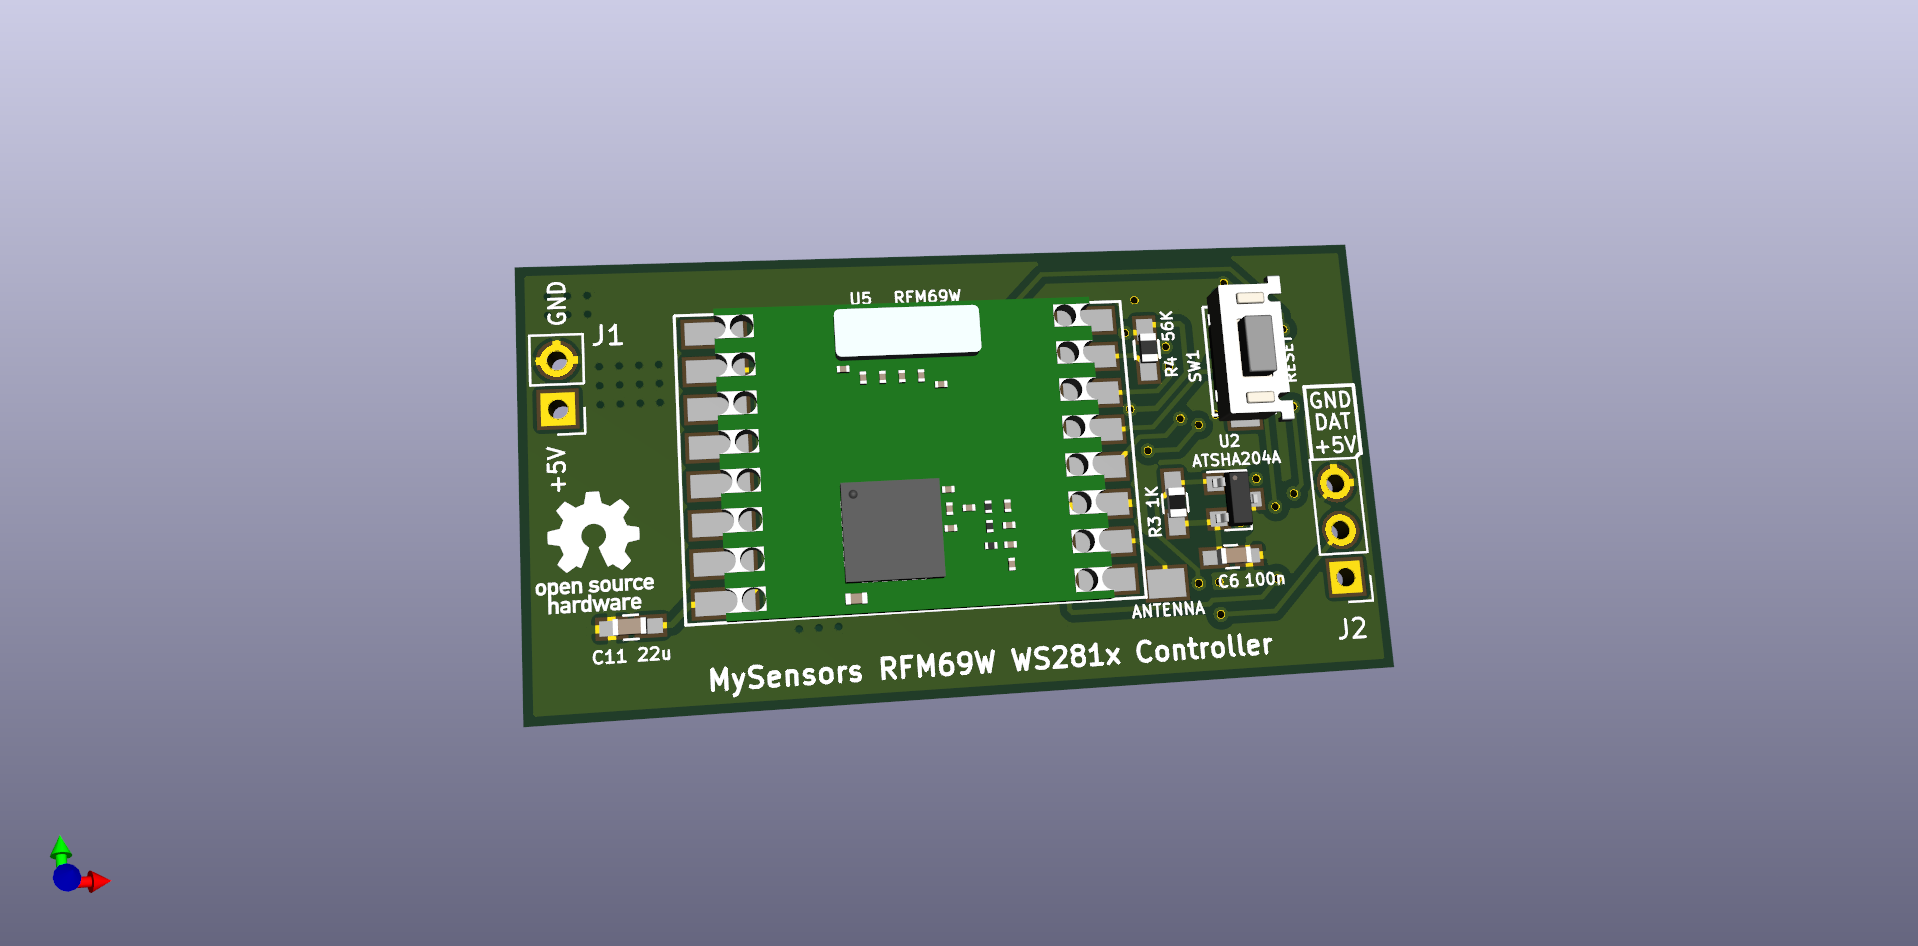 GND
J1
+5V
open source
hardware
C11 22u
U5 RFM69W
R4 56K
SW1
RESET
GND
DAT
+5V
U2
ATSHA204A
R3 1K
C6 100n
ANTENNA
J2
MySensors RFM69W WS281x Controller